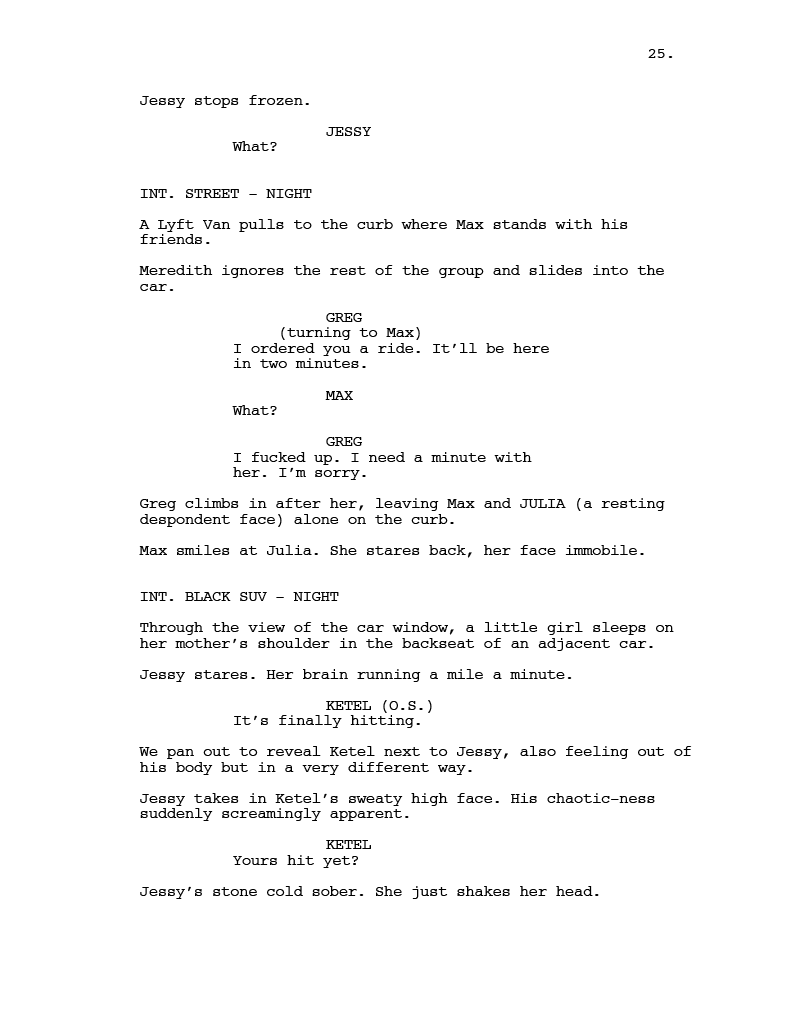 25.
Jessy stops frozen.
JESSY
What?
INT. STREET - NIGHT
A Lyft Van pulls to the curb where Max stands with his
friends.
Meredith ignores the rest of the group and slides into the
car.
GREG
(turning to Max)
I ordered you a ride. It’ll be here
in two minutes.
MAX
What?
GREG
I fucked up. I need a minute with
her. I’m sorry.
Greg climbs in after her, leaving Max and JULIA (a resting
despondent face) alone on the curb.
Max smiles at Julia. She stares back, her face immobile.
INT. BLACK SUV - NIGHT
Through the view of the car window, a little girl sleeps on
her mother’s shoulder in the backseat of an adjacent car.
Jessy stares. Her brain running a mile a minute.
KETEL (O.S.)
It’s finally hitting.
We pan out to reveal Ketel next to Jessy, also feeling out of
his body but in a very different way.
Jessy takes in Ketel’s sweaty high face. His chaotic-ness
suddenly screamingly apparent.
KETEL
Yours hit yet?
Jessy’s stone cold sober. She just shakes her head.